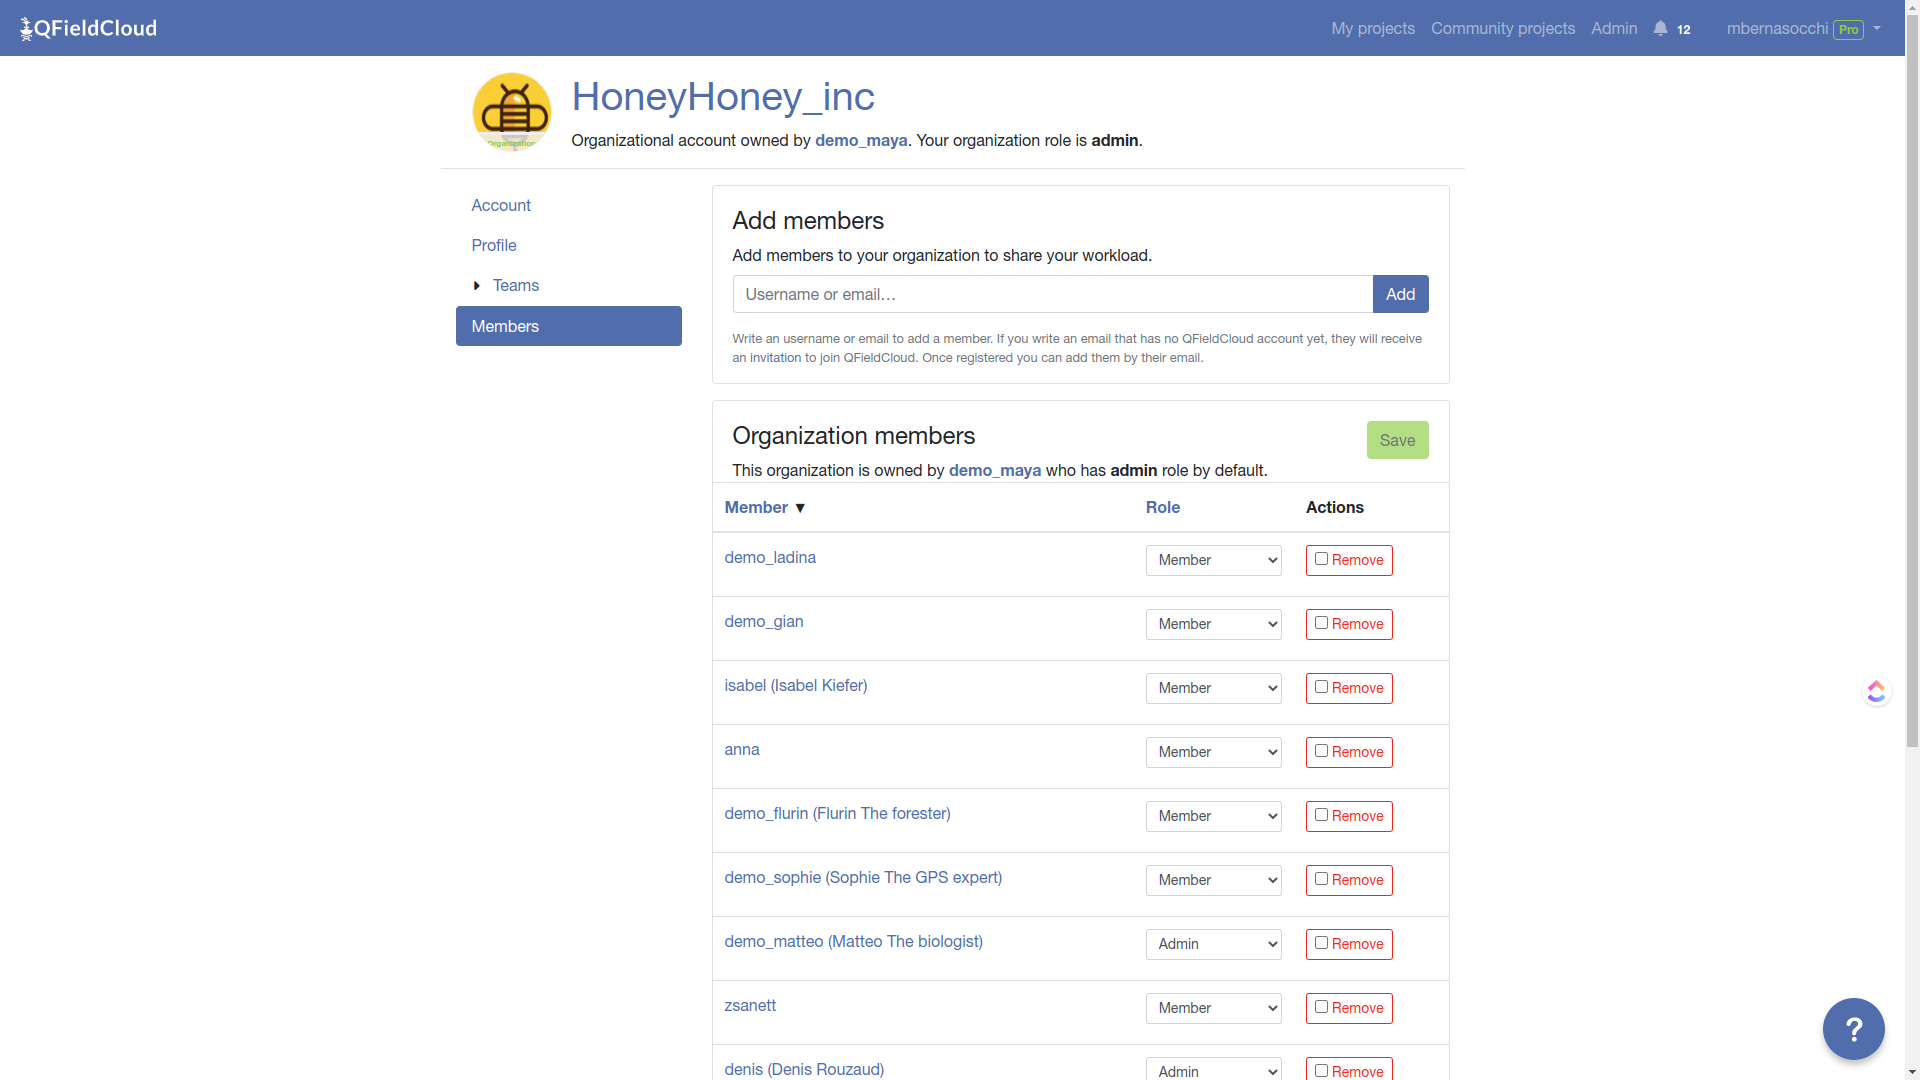 QFieldCloud
My projects Community projects Admin 12 mbernasocchi Pro
HoneyHoney_inc
Organization
Organizational account owned by demo_maya. Your organization role is admin.
Account
Profile
Teams
Members
Add members
Add members to your organization to share your workload.
Username or email…
Add
Write an username or email to add a member. If you write an email that has no QFieldCloud account yet, they will receive
an invitation to join QFieldCloud. Once registered you can add them by their email.
Organization members
Save
This organization is owned by demo_maya who has admin role by default.
Member ▼ Role Actions
demo_ladina Member Remove
demo_gian Member Remove
isabel (Isabel Kiefer) Member Remove
anna Member Remove
demo_flurin (Flurin The forester) Member Remove
demo_sophie (Sophie The GPS expert) Member Remove
demo_matteo (Matteo The biologist) Admin Remove
zsanett Member Remove
denis (Denis Rouzaud) Admin Remove
?